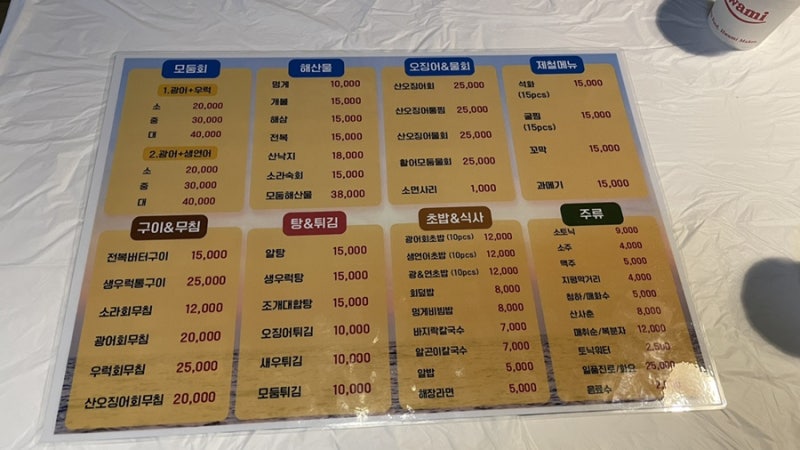 wami
모둠회
1.광어+우럭
소 20,000
중 30,000
대 40,000
2.광어+생연어
소 20,000
중 30,000
대 40,000
해산물
멍게 10,000
개불 15,000
해삼 15,000
전복 15,000
산낙지 18,000
소라숙회 15,000
모둠해산물 38,000
오징어&물회
산오징어회 25,000
산오징어통찜 25,000
산오징어물회 25,000
활어모둠물회 25,000
소면사리 1,000
제철메뉴
석화 15,000
(15pcs)
굴찜 15,000
(15pcs)
꼬막 15,000
과메기 15,000
구이&무침
전복버터구이 15,000
생우럭통구이 25,000
소라회무침 12,000
광어회무침 20,000
우럭회무침 25,000
산오징어회무침 20,000
탕&튀김
알탕 15,000
생우럭탕 15,000
조개대합탕 15,000
오징어튀김 10,000
새우튀김 10,000
모둠튀김 10,000
초밥&식사
광어회초밥 (10pcs) 12,000
생연어초밥 (10pcs) 12,000
광&연초밥 (10pcs) 12,000
회덮밥 8,000
멍게비빔밥 8,000
바지락칼국수 7,000
알곤이칼국수 7,000
알밥 5,000
해장라면 5,000
주류
소토닉 9,000
소주 4,000
맥주 5,000
지평막거리 4,000
청하/매화수 5,000
산사춘 8,000
매취순/복분자 12,000
토닉워터 2,500
일품진로/화요 25,000
음료수